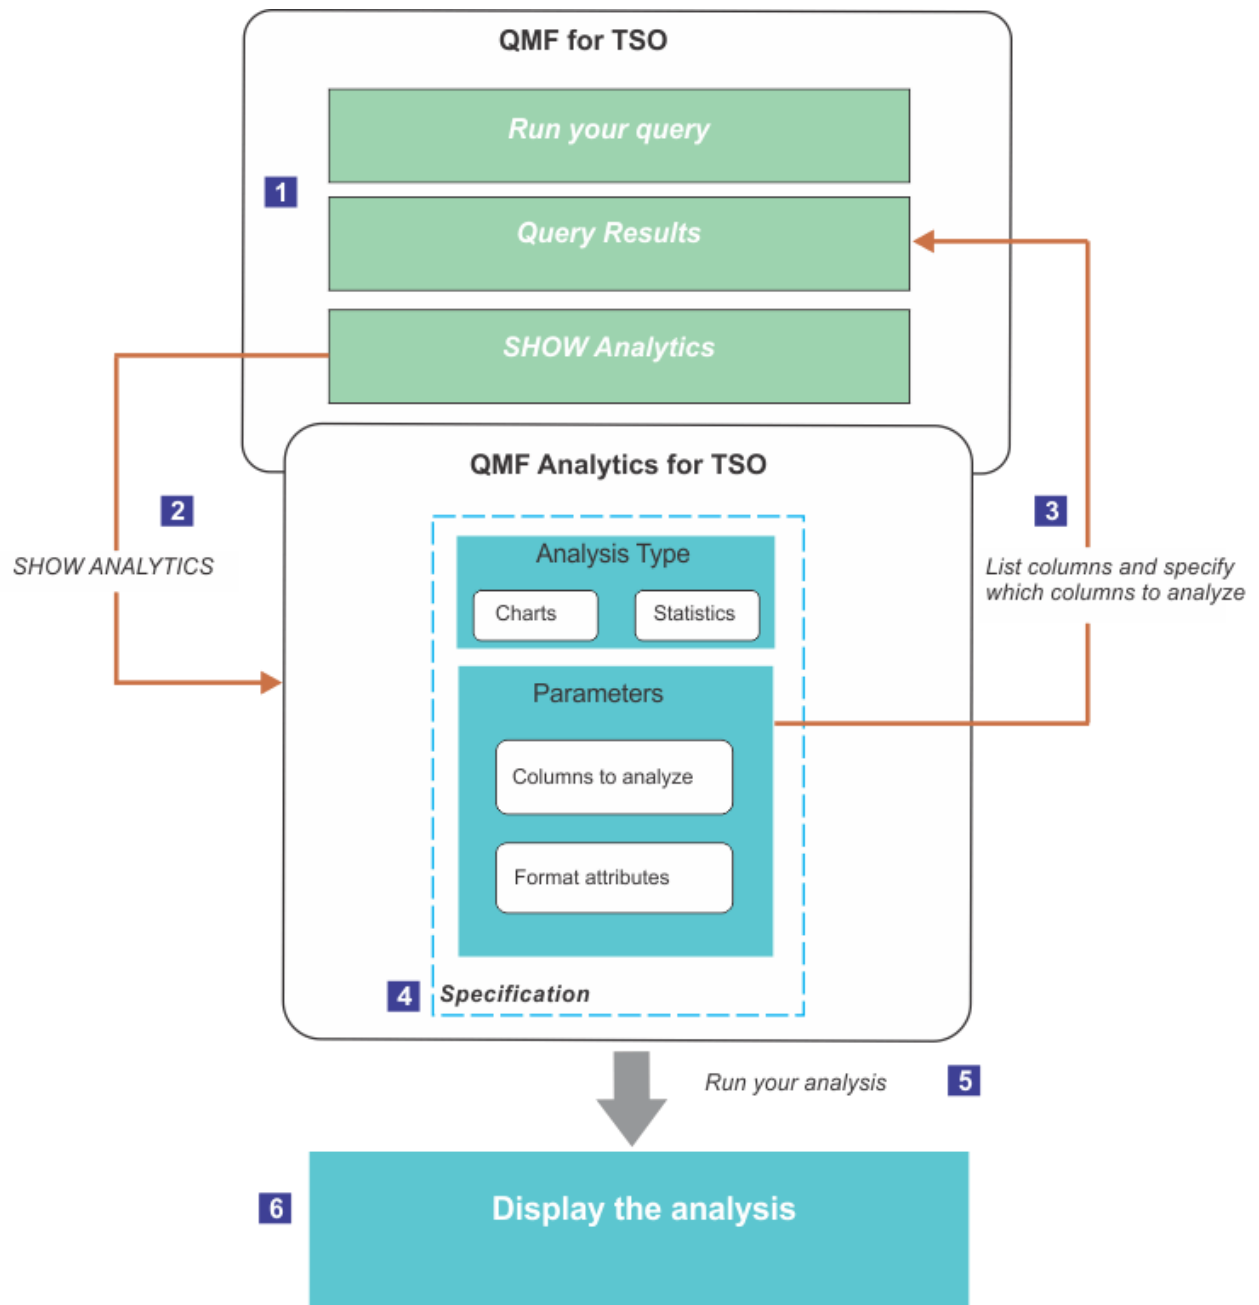 QMF for TSO
Run your query
1
Query Results
SHOW Analytics
QMF Analytics for TSO
2
SHOW ANALYTICS
3
List columns and specify
which columns to analyze
Analysis Type
Charts
Statistics
Parameters
Columns to analyze
Format attributes
4
Specification
Run your analysis
5
6
Display the analysis